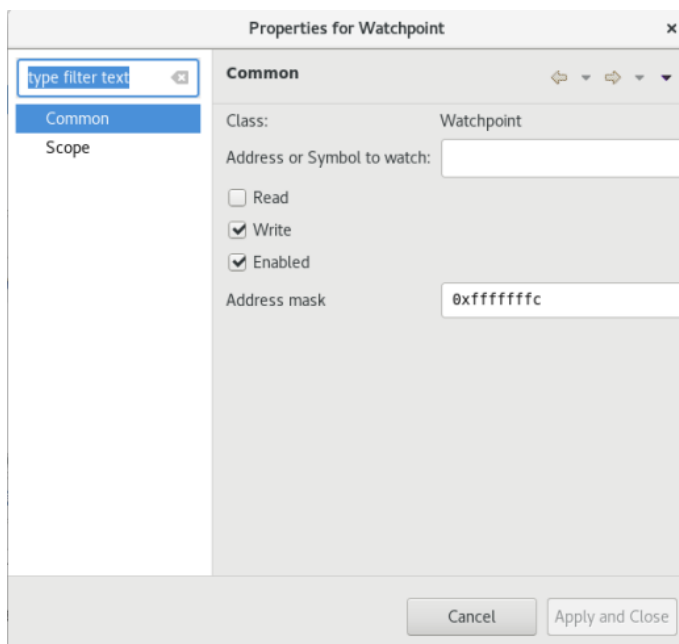 Properties for Watchpoint
type filter text
Common
Scope
Common
Class: Watchpoint
Address or Symbol to watch:
Read
Write
Enabled
Address mask 0xfffffffc
Cancel Apply and Close